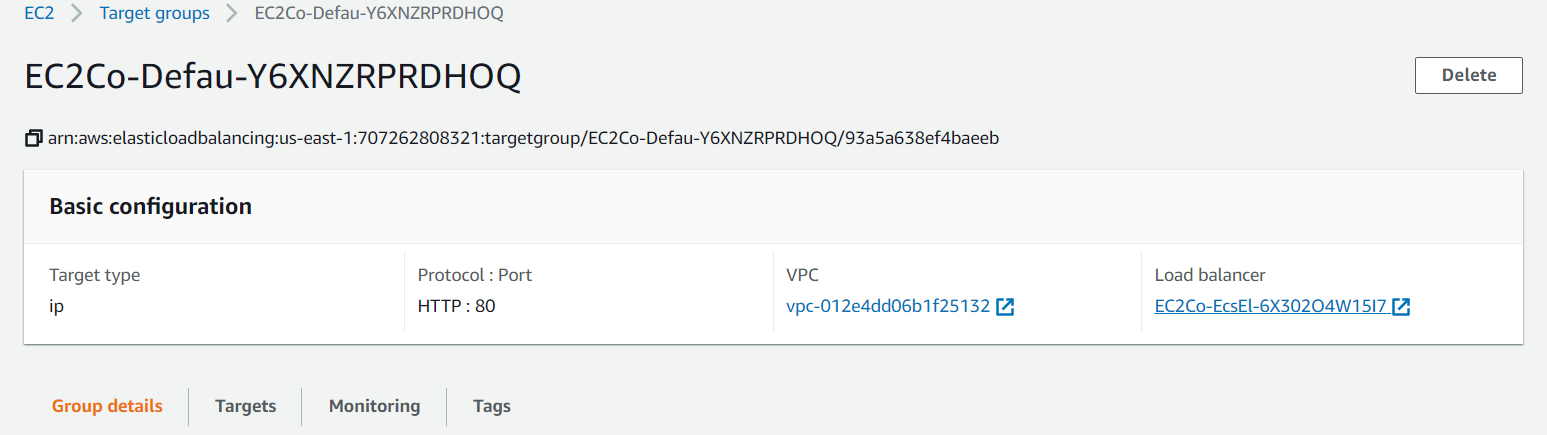 EC2 > Target groups > EC2Co-Defau-Y6XNZRPRDHOQ
EC2Co-Defau-Y6XNZRPRDHOQ
Delete
arn:aws:elasticloadbalancing:us-east-1:707262808321:targetgroup/EC2Co-Defau-Y6XNZRPRDHOQ/93a5a638ef4baeeb
Basic configuration
Target type
ip
Protocol : Port
HTTP : 80
VPC
vpc-012e4dd06b1f25132
Load balancer
EC2Co-EcsEl-6X302O4W15I7
Group details
Targets
Monitoring
Tags